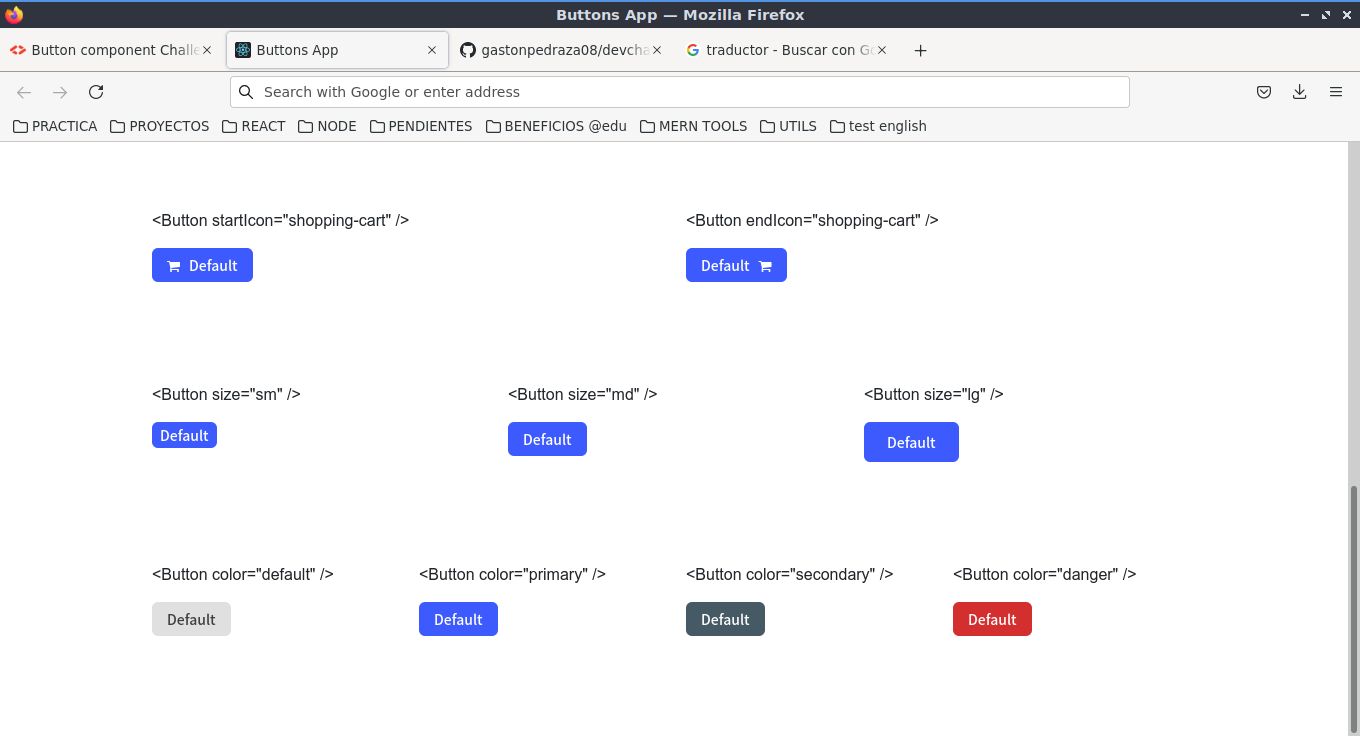 Buttons App — Mozilla Firefox
Button component Challe
Buttons App
gastonpedraza08/devcha
traductor - Buscar con Go
Search with Google or enter address
PRACTICA PROYECTOS REACT NODE PENDIENTES BENEFICIOS @edu MERN TOOLS UTILS test english
<Button startIcon="shopping-cart" /> <Button endIcon="shopping-cart" />
Default Default
<Button size="sm" /> <Button size="md" /> <Button size="lg" />
Default Default Default
<Button color="default" /> <Button color="primary" /> <Button color="secondary" /> <Button color="danger" />
Default Default Default Default